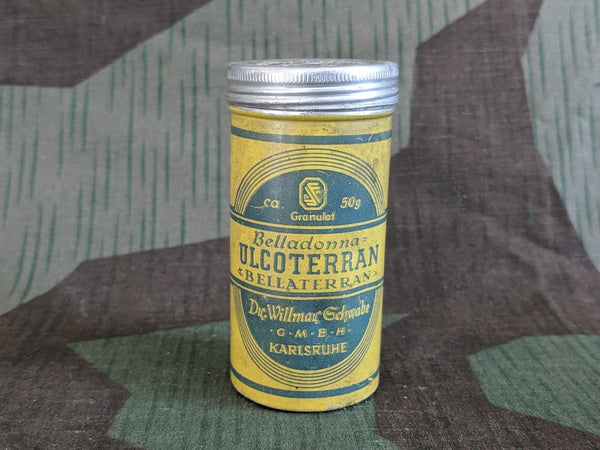 ca. 50g
Granulat
Belladonna=
ULCOTERRAN
«BELLATERRAN»
Dr. Willmar Schwabe
·G·M·B·H·
KARLSRUHE